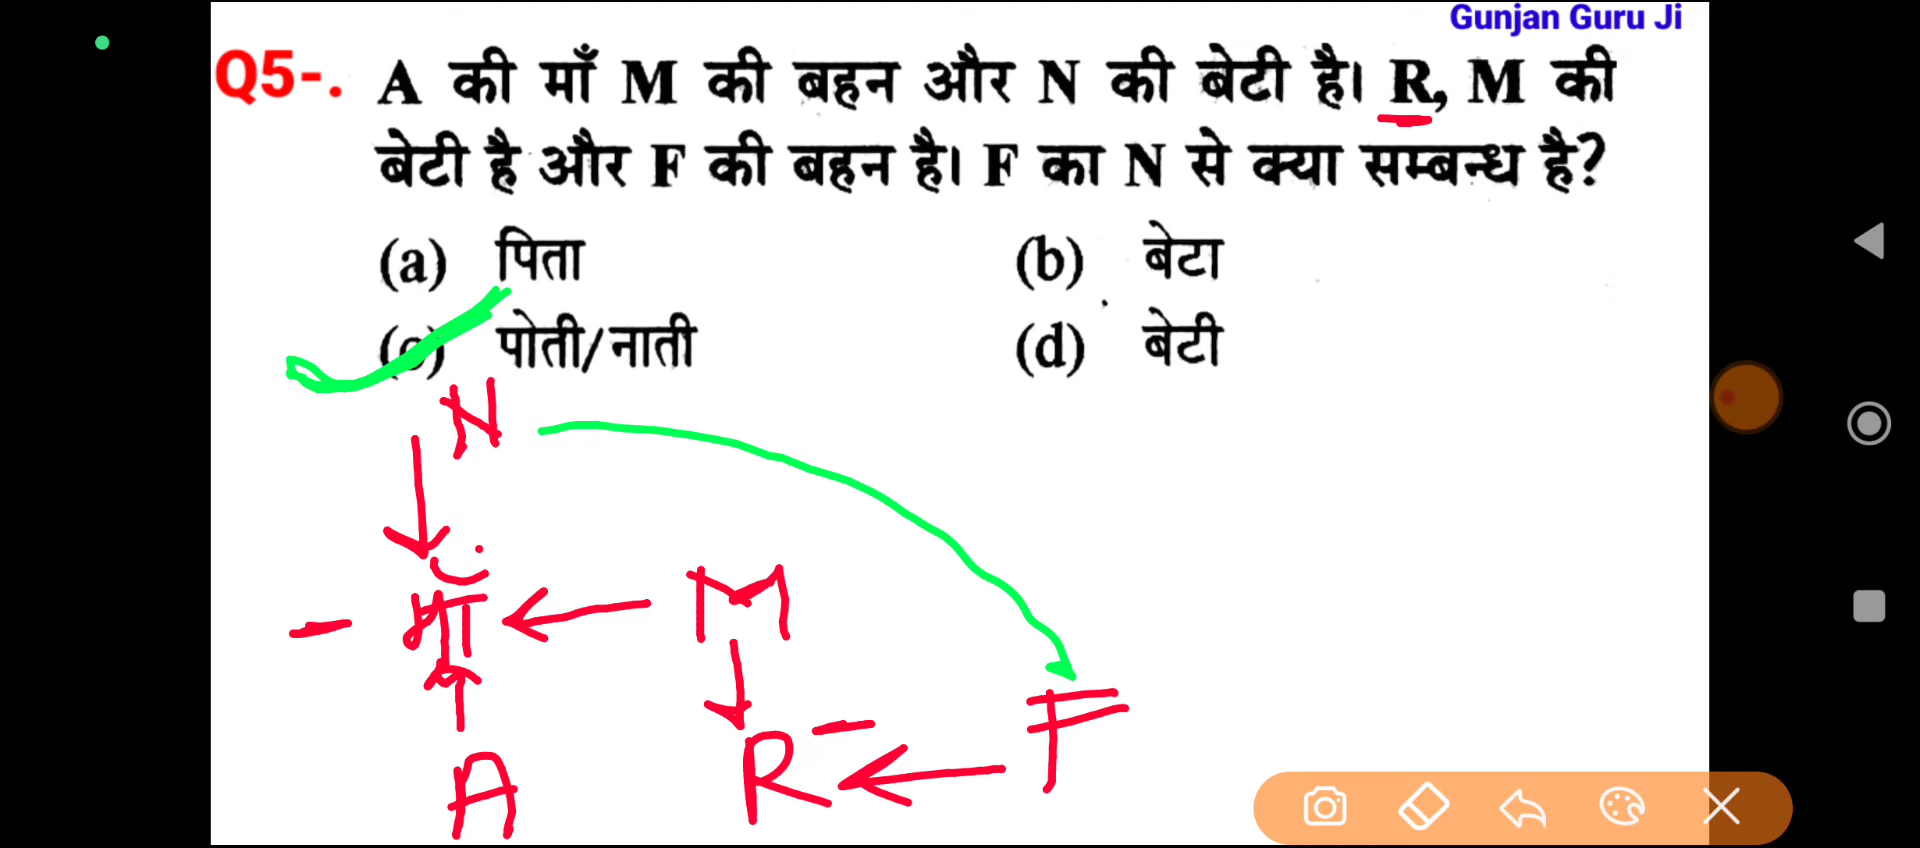 Gunjan Guru Ji
Q5-. A की माँ M की बहन और N की बेटी है। R, M की
बेटी है और F की बहन है। F का N से क्या सम्बन्ध है?
(a) पिता (b) बेटा
(c) पोती/नाती (d) बेटी
N
माँ M
R F
A